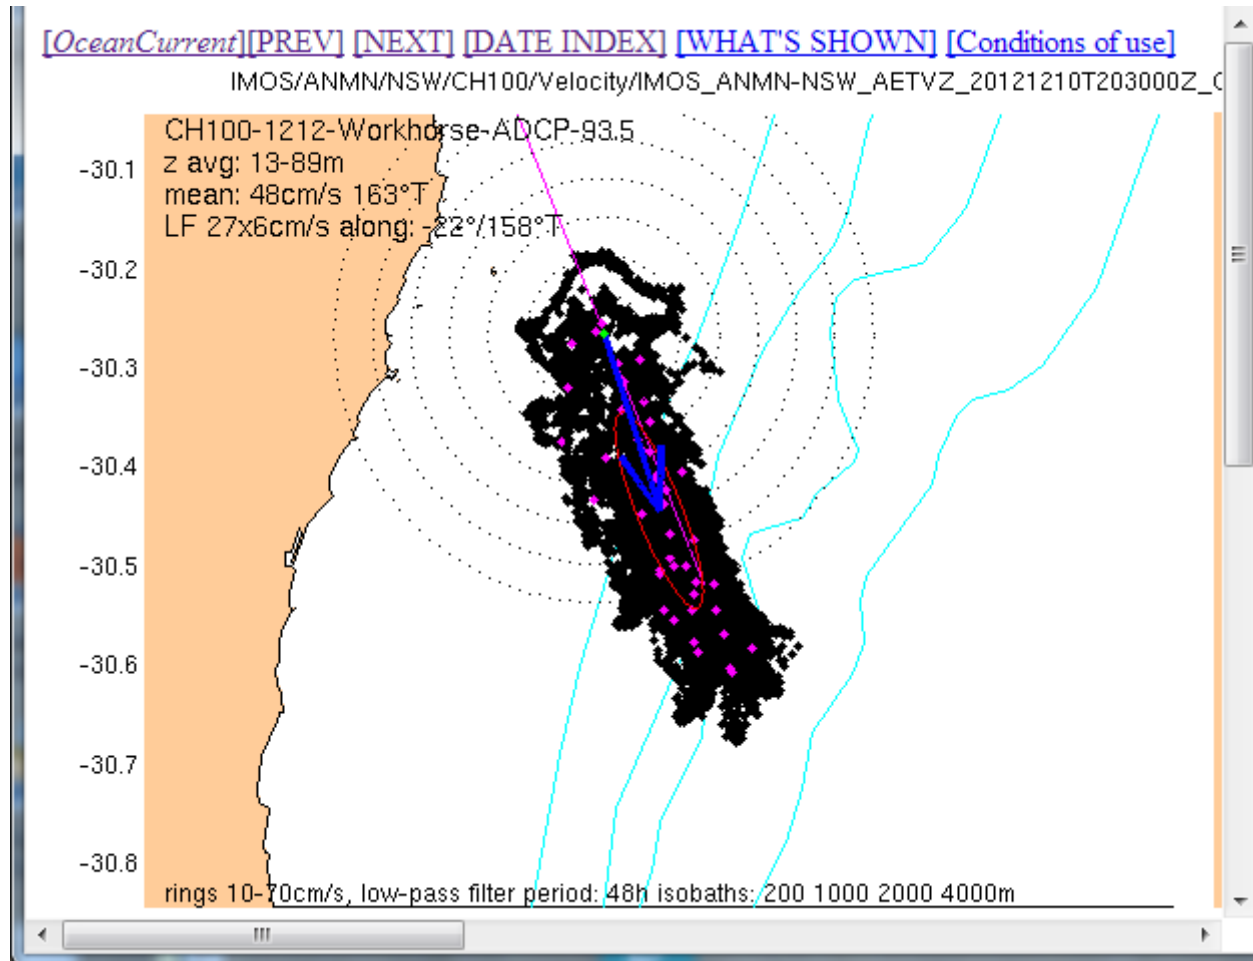 [OceanCurrent][PREV] [NEXT] [DATE INDEX] [WHAT'S SHOWN] [Conditions of use]
IMOS/ANMN/NSW/CH100/Velocity/IMOS_ANMN-NSW_AETVZ_20121210T203000Z_
CH100-1212-Workhorse-ADCP-93.5
z avg: 13-89m
mean: 48cm/s 163°T
LF 27x6cm/s along: -22°/158°T
-30.1
-30.2
-30.3
-30.4
-30.5
-30.6
-30.7
-30.8
rings 10-70cm/s, low-pass filter period: 48h isobaths: 200 1000 2000 4000m